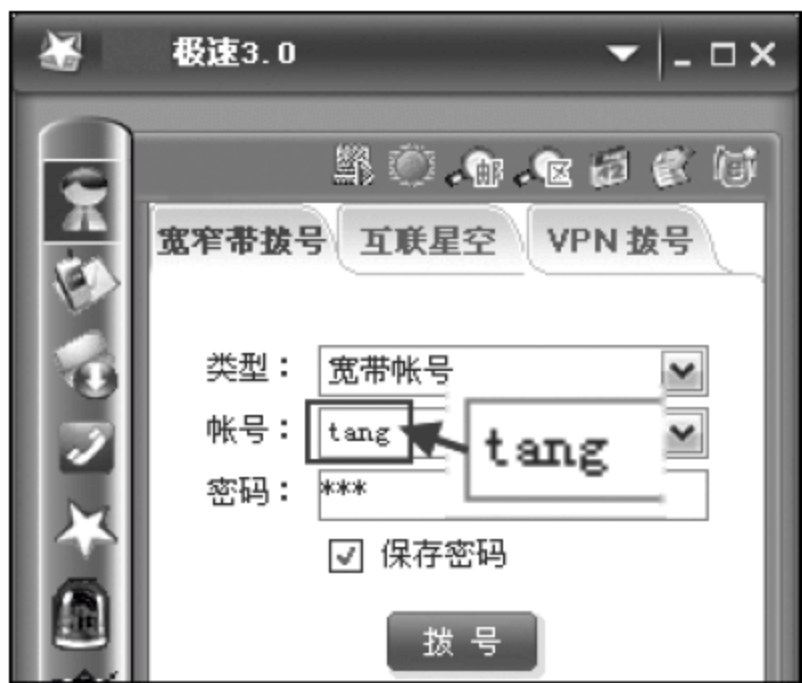 极速3.0
邮 区
宽窄带拨号 互联星空 VPN 拨号
类型： 宽带帐号
帐号： tang tang
密码： ***
保存密码
拨 号